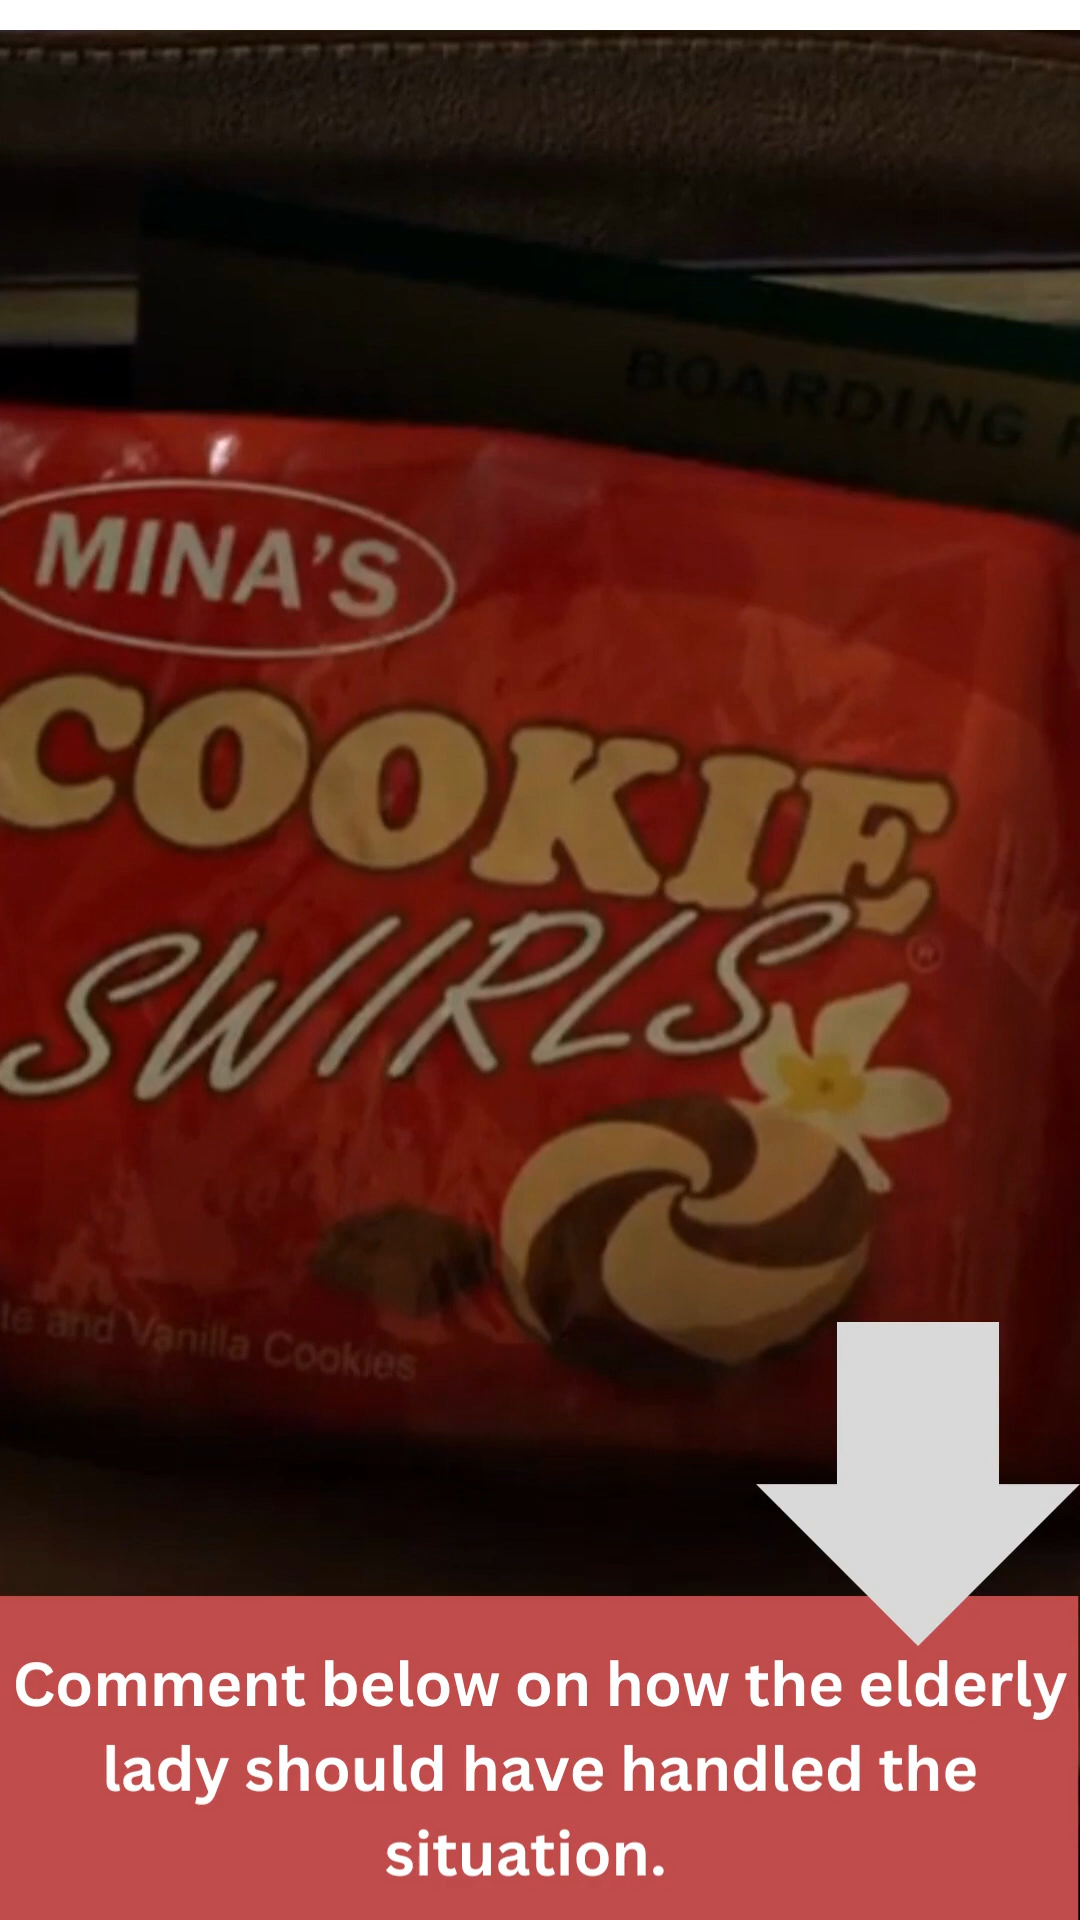 BOARDING
MINA'S
COOKIE
SWIRLS
®
and Vanilla Cookies
Comment below on how the elderly
lady should have handled the
situation.